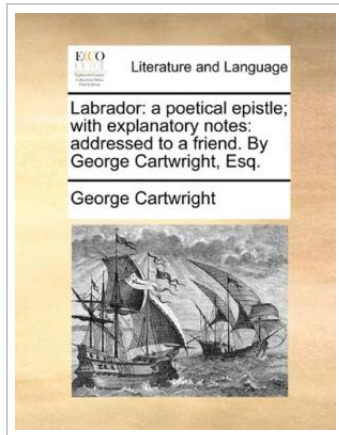 ECCO
Literature and Language
Labrador: a poetical epistle;
with explanatory notes:
addressed to a friend. By
George Cartwright, Esq.
George Cartwright